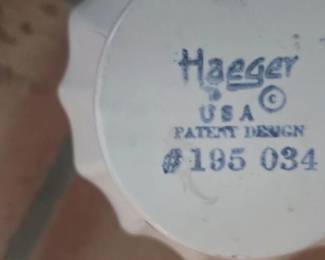 Haeger
©
USA
PATENT DESIGN
#195 034